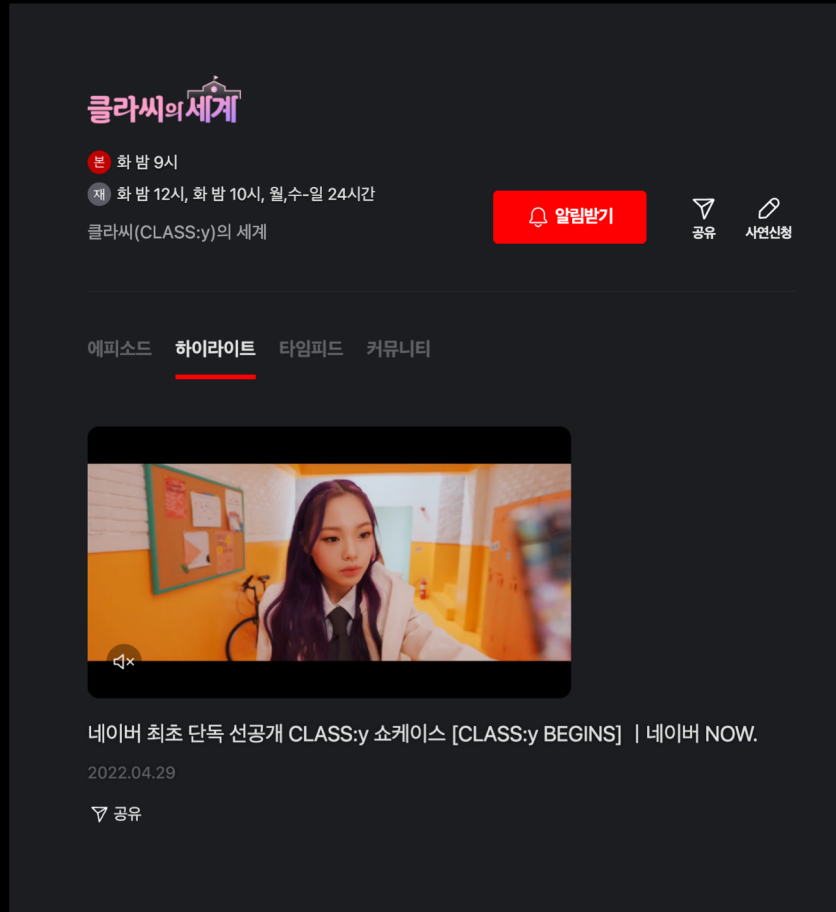 클라씨의 세계
본 화 밤 9시
재 화 밤 12시, 화 밤 10시, 월,수-일 24시간
클라씨(CLASS:y)의 세계
알림받기
공유
사연신청
에피소드 하이라이트 타임피드 커뮤니티
네이버 최초 단독 선공개 CLASS:y 쇼케이스 [CLASS:y BEGINS] ㅣ네이버 NOW.
2022.04.29
공유